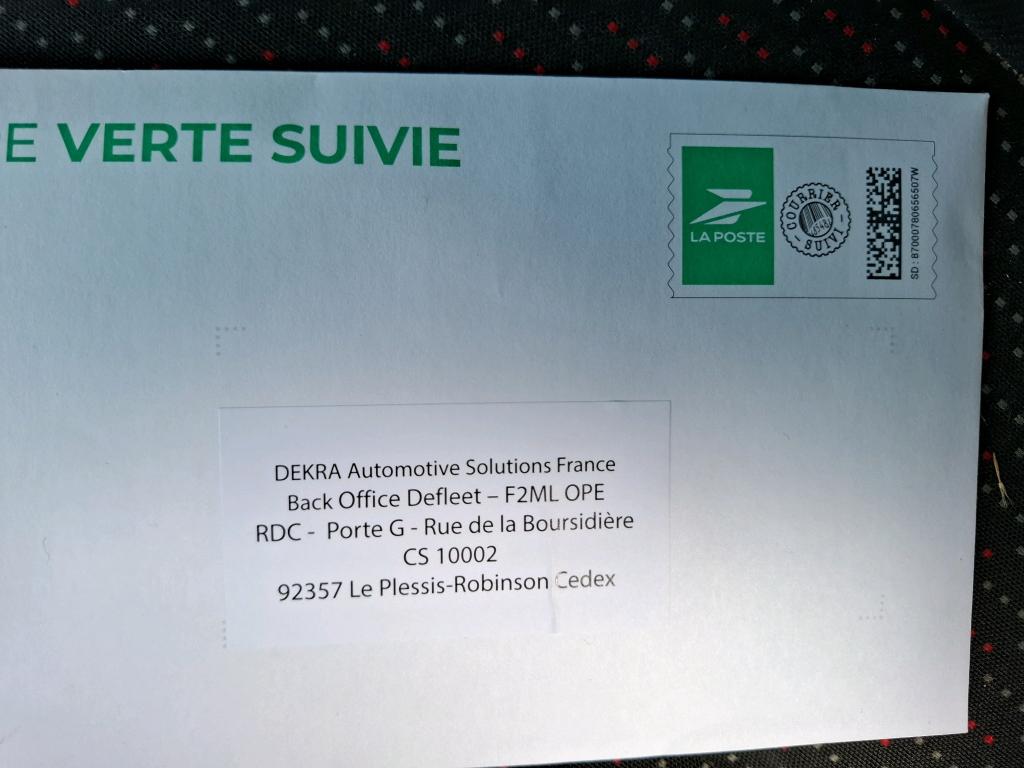 E VERTE SUIVIE
LA POSTE
COURRIER
SUIVI
SD : 87000780656507W
DEKRA Automotive Solutions France
Back Office Defleet – F2ML OPE
RDC - Porte G - Rue de la Boursidière
CS 10002
92357 Le Plessis-Robinson Cedex